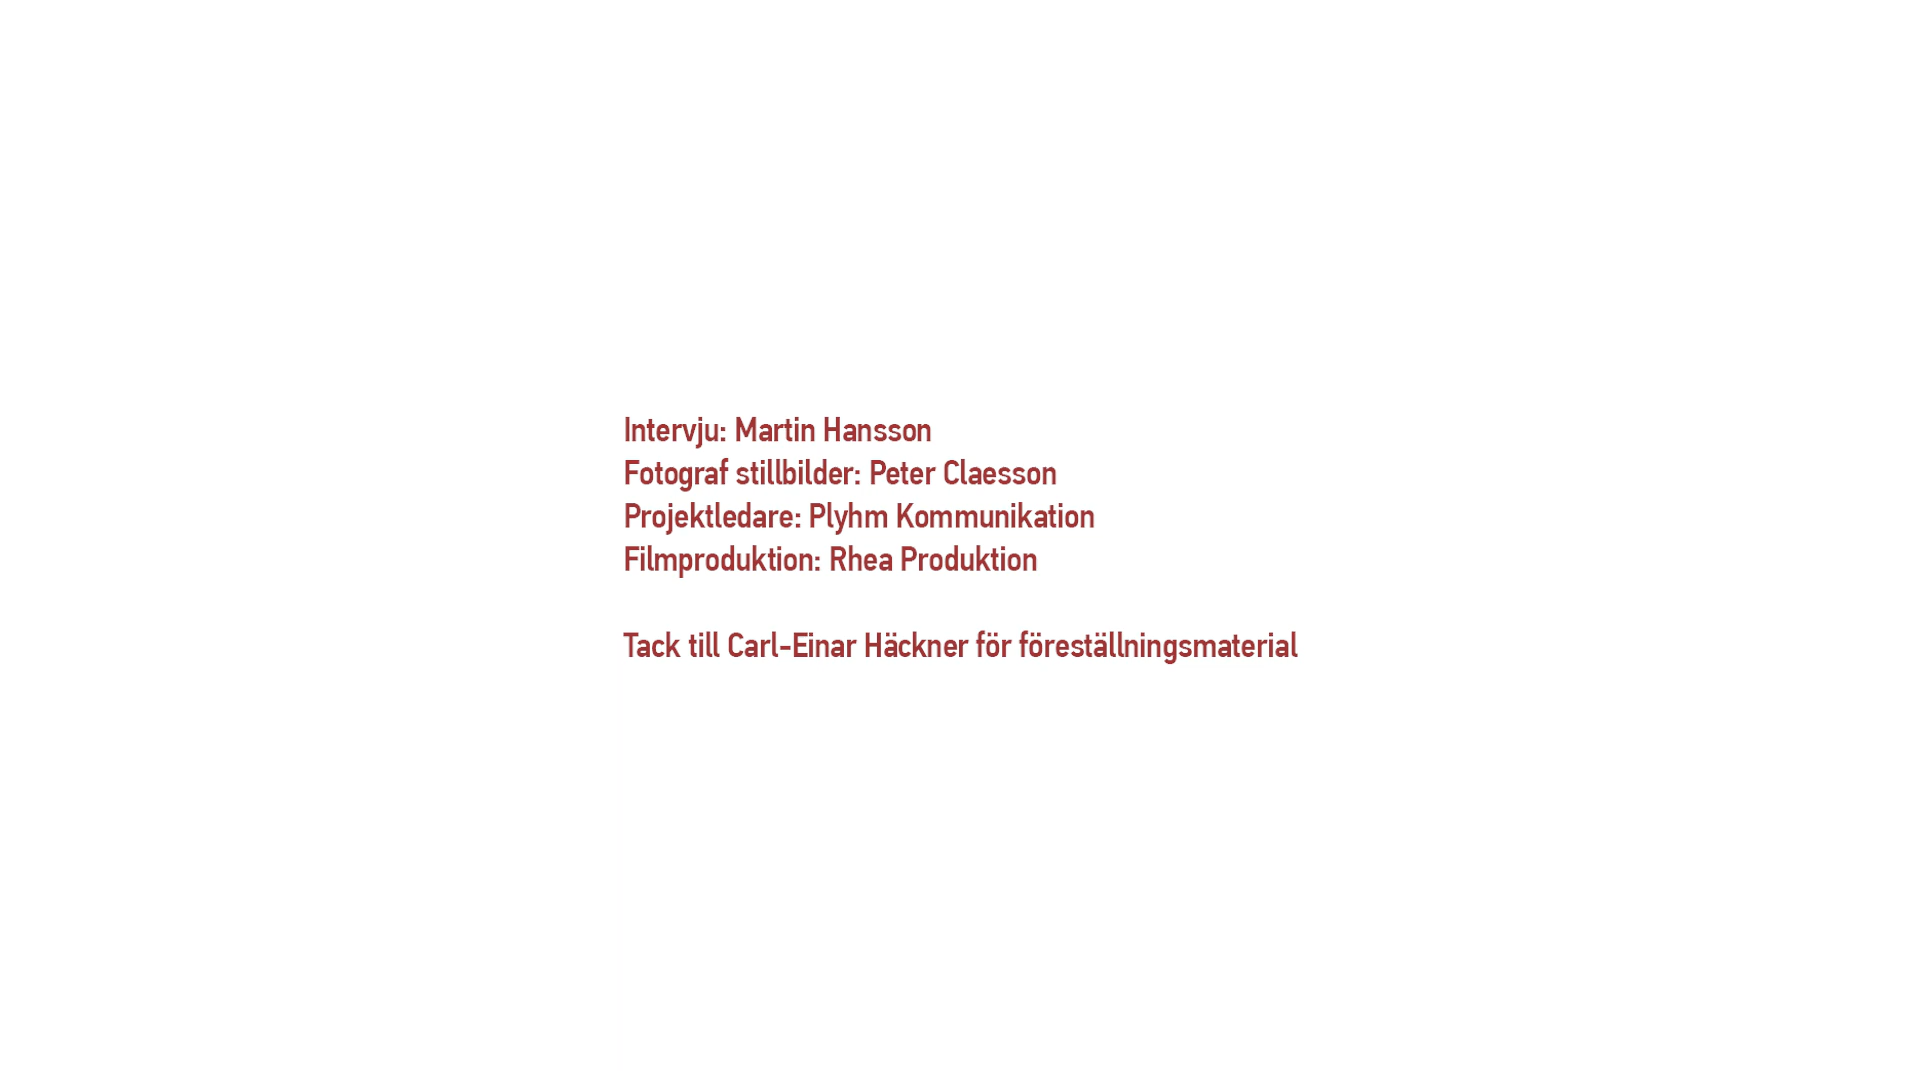 Intervju: Martin Hansson
Fotograf stillbilder: Peter Claesson
Projektledare: Plyhm Kommunikation
Filmproduktion: Rhea Produktion
Tack till Carl-Einar Häckner för föreställningsmaterial